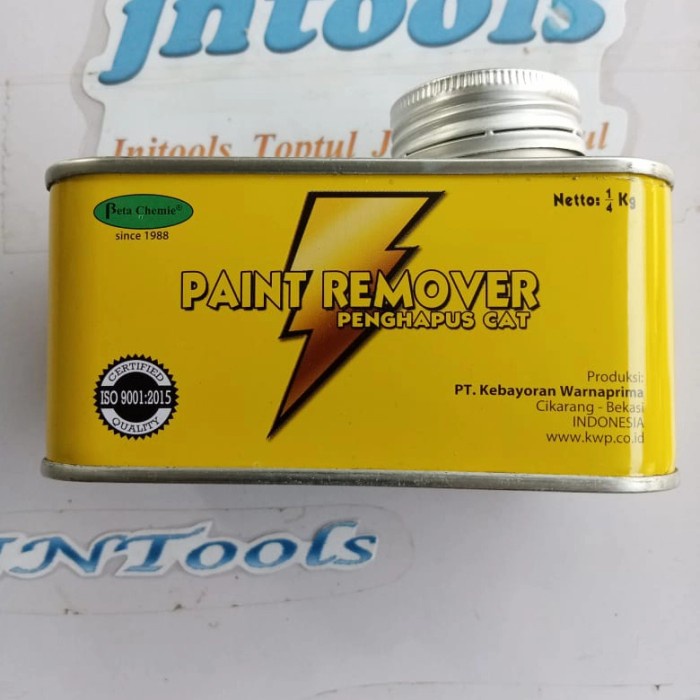 jntools
Jnitools Toptul J ul
Beta Chemie®
since 1988
Netto: 1/4 Kg
PAINT REMOVER
PENGHAPUS CAT
CERTIFIED
ISO 9001:2015
QUALITY
Produksi:
PT. Kebayoran Warnaprima
Cikarang - Bekasi
INDONESIA
www.kwp.co.id
JNTools